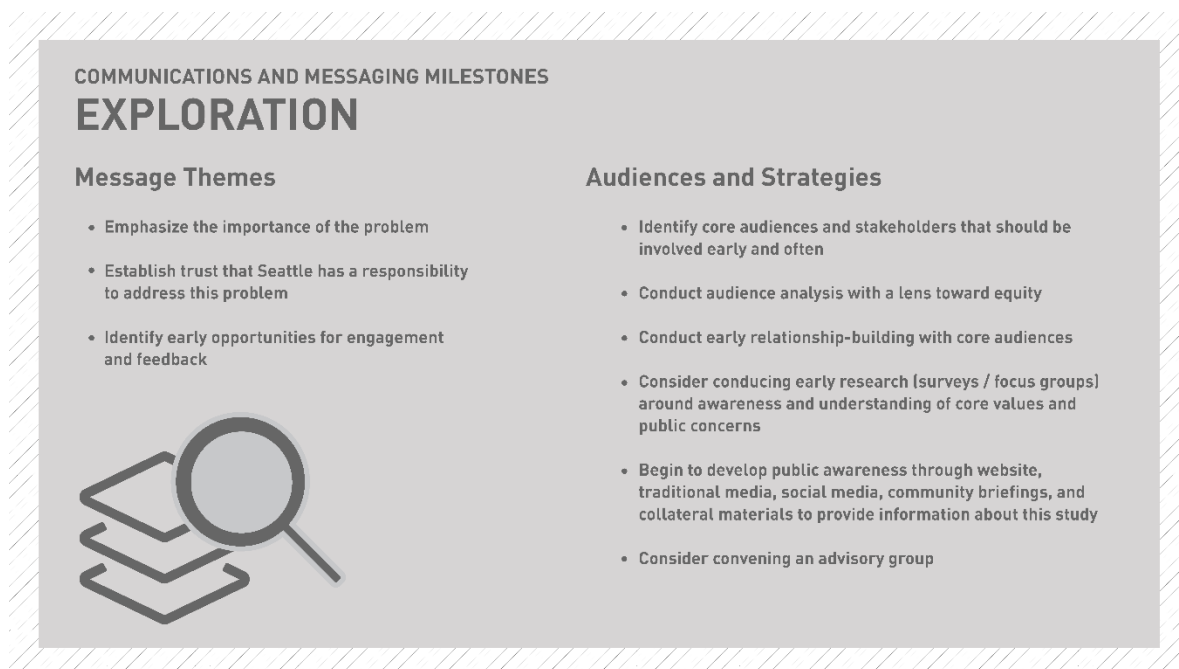 COMMUNICATIONS AND MESSAGING MILESTONES
EXPLORATION
Message Themes
• Emphasize the importance of the problem
• Establish trust that Seattle has a responsibility
to address this problem
• Identify early opportunities for engagement
and feedback
Audiences and Strategies
• Identify core audiences and stakeholders that should be
involved early and often
• Conduct audience analysis with a lens toward equity
• Conduct early relationship-building with core audiences
• Consider conducing early research (surveys / focus groups)
around awareness and understanding of core values and
public concerns
• Begin to develop public awareness through website,
traditional media, social media, community briefings, and
collateral materials to provide information about this study
• Consider convening an advisory group